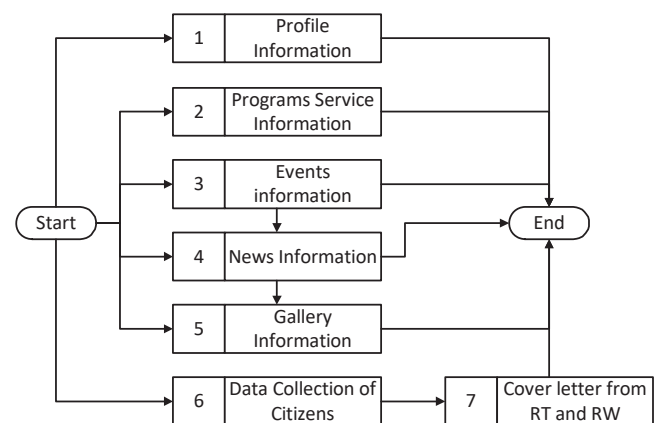 1
Profile
Information
2
Programs Service
Information
3
Events
information
Start
End
4
News Information
5
Gallery
Information
6
Data Collection of
Citizens
7
Cover letter from
RT and RW